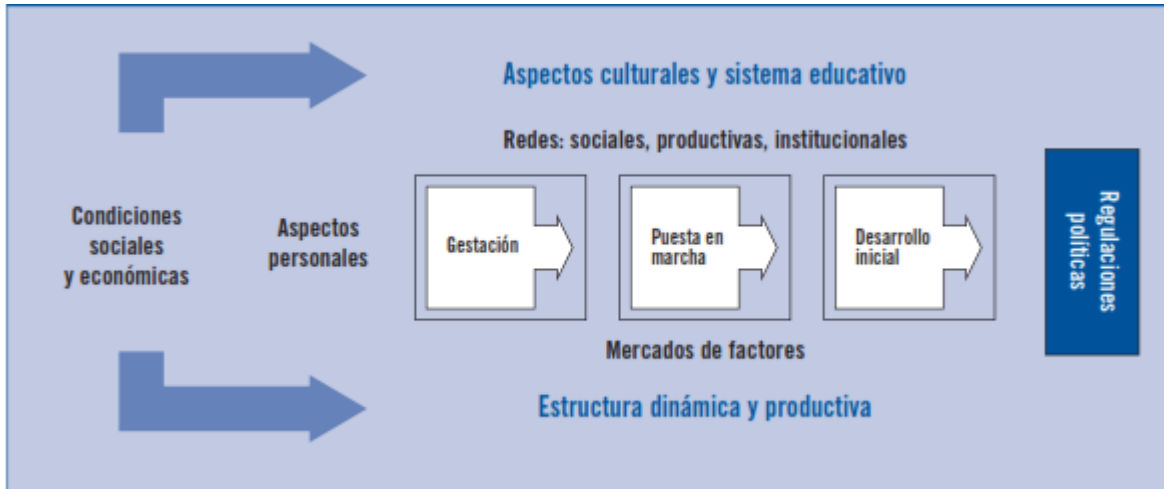 Aspectos culturales y sistema educativo
Redes: sociales, productivas, institucionales
Condiciones
sociales
y económicas
Aspectos
personales
Gestación
Puesta en
marcha
Desarrollo
inicial
Regulaciones
políticas
Mercados de factores
Estructura dinámica y productiva